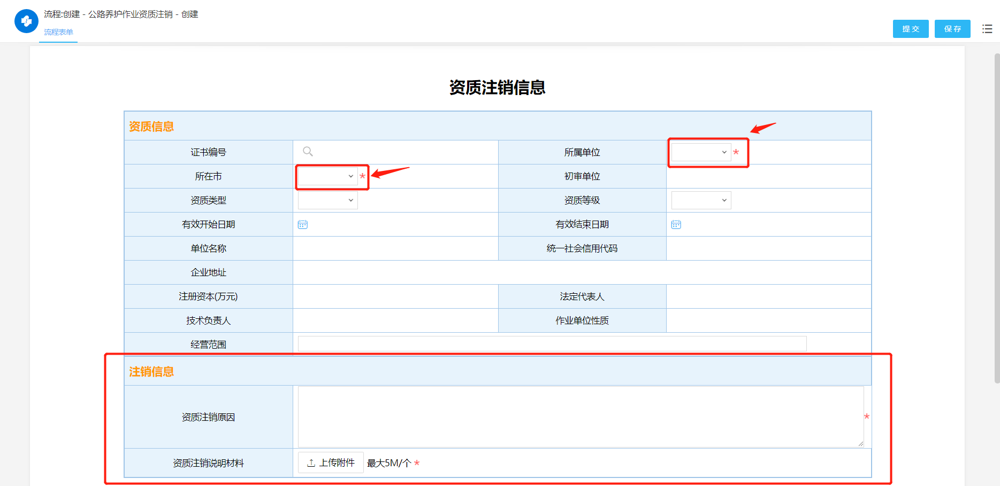 流程:创建 - 公路养护作业资质注销 - 创建
流程表单
提交 保存
资质注销信息
资质信息
证书编号 所属单位 *
所在市 * 初审单位
资质类型 资质等级
有效开始日期 有效结束日期
单位名称 统一社会信用代码
企业地址
注册资本(万元) 法定代表人
技术负责人 作业单位性质
经营范围
注销信息
资质注销原因 *
资质注销说明材料 上传附件 最大5M/个 *